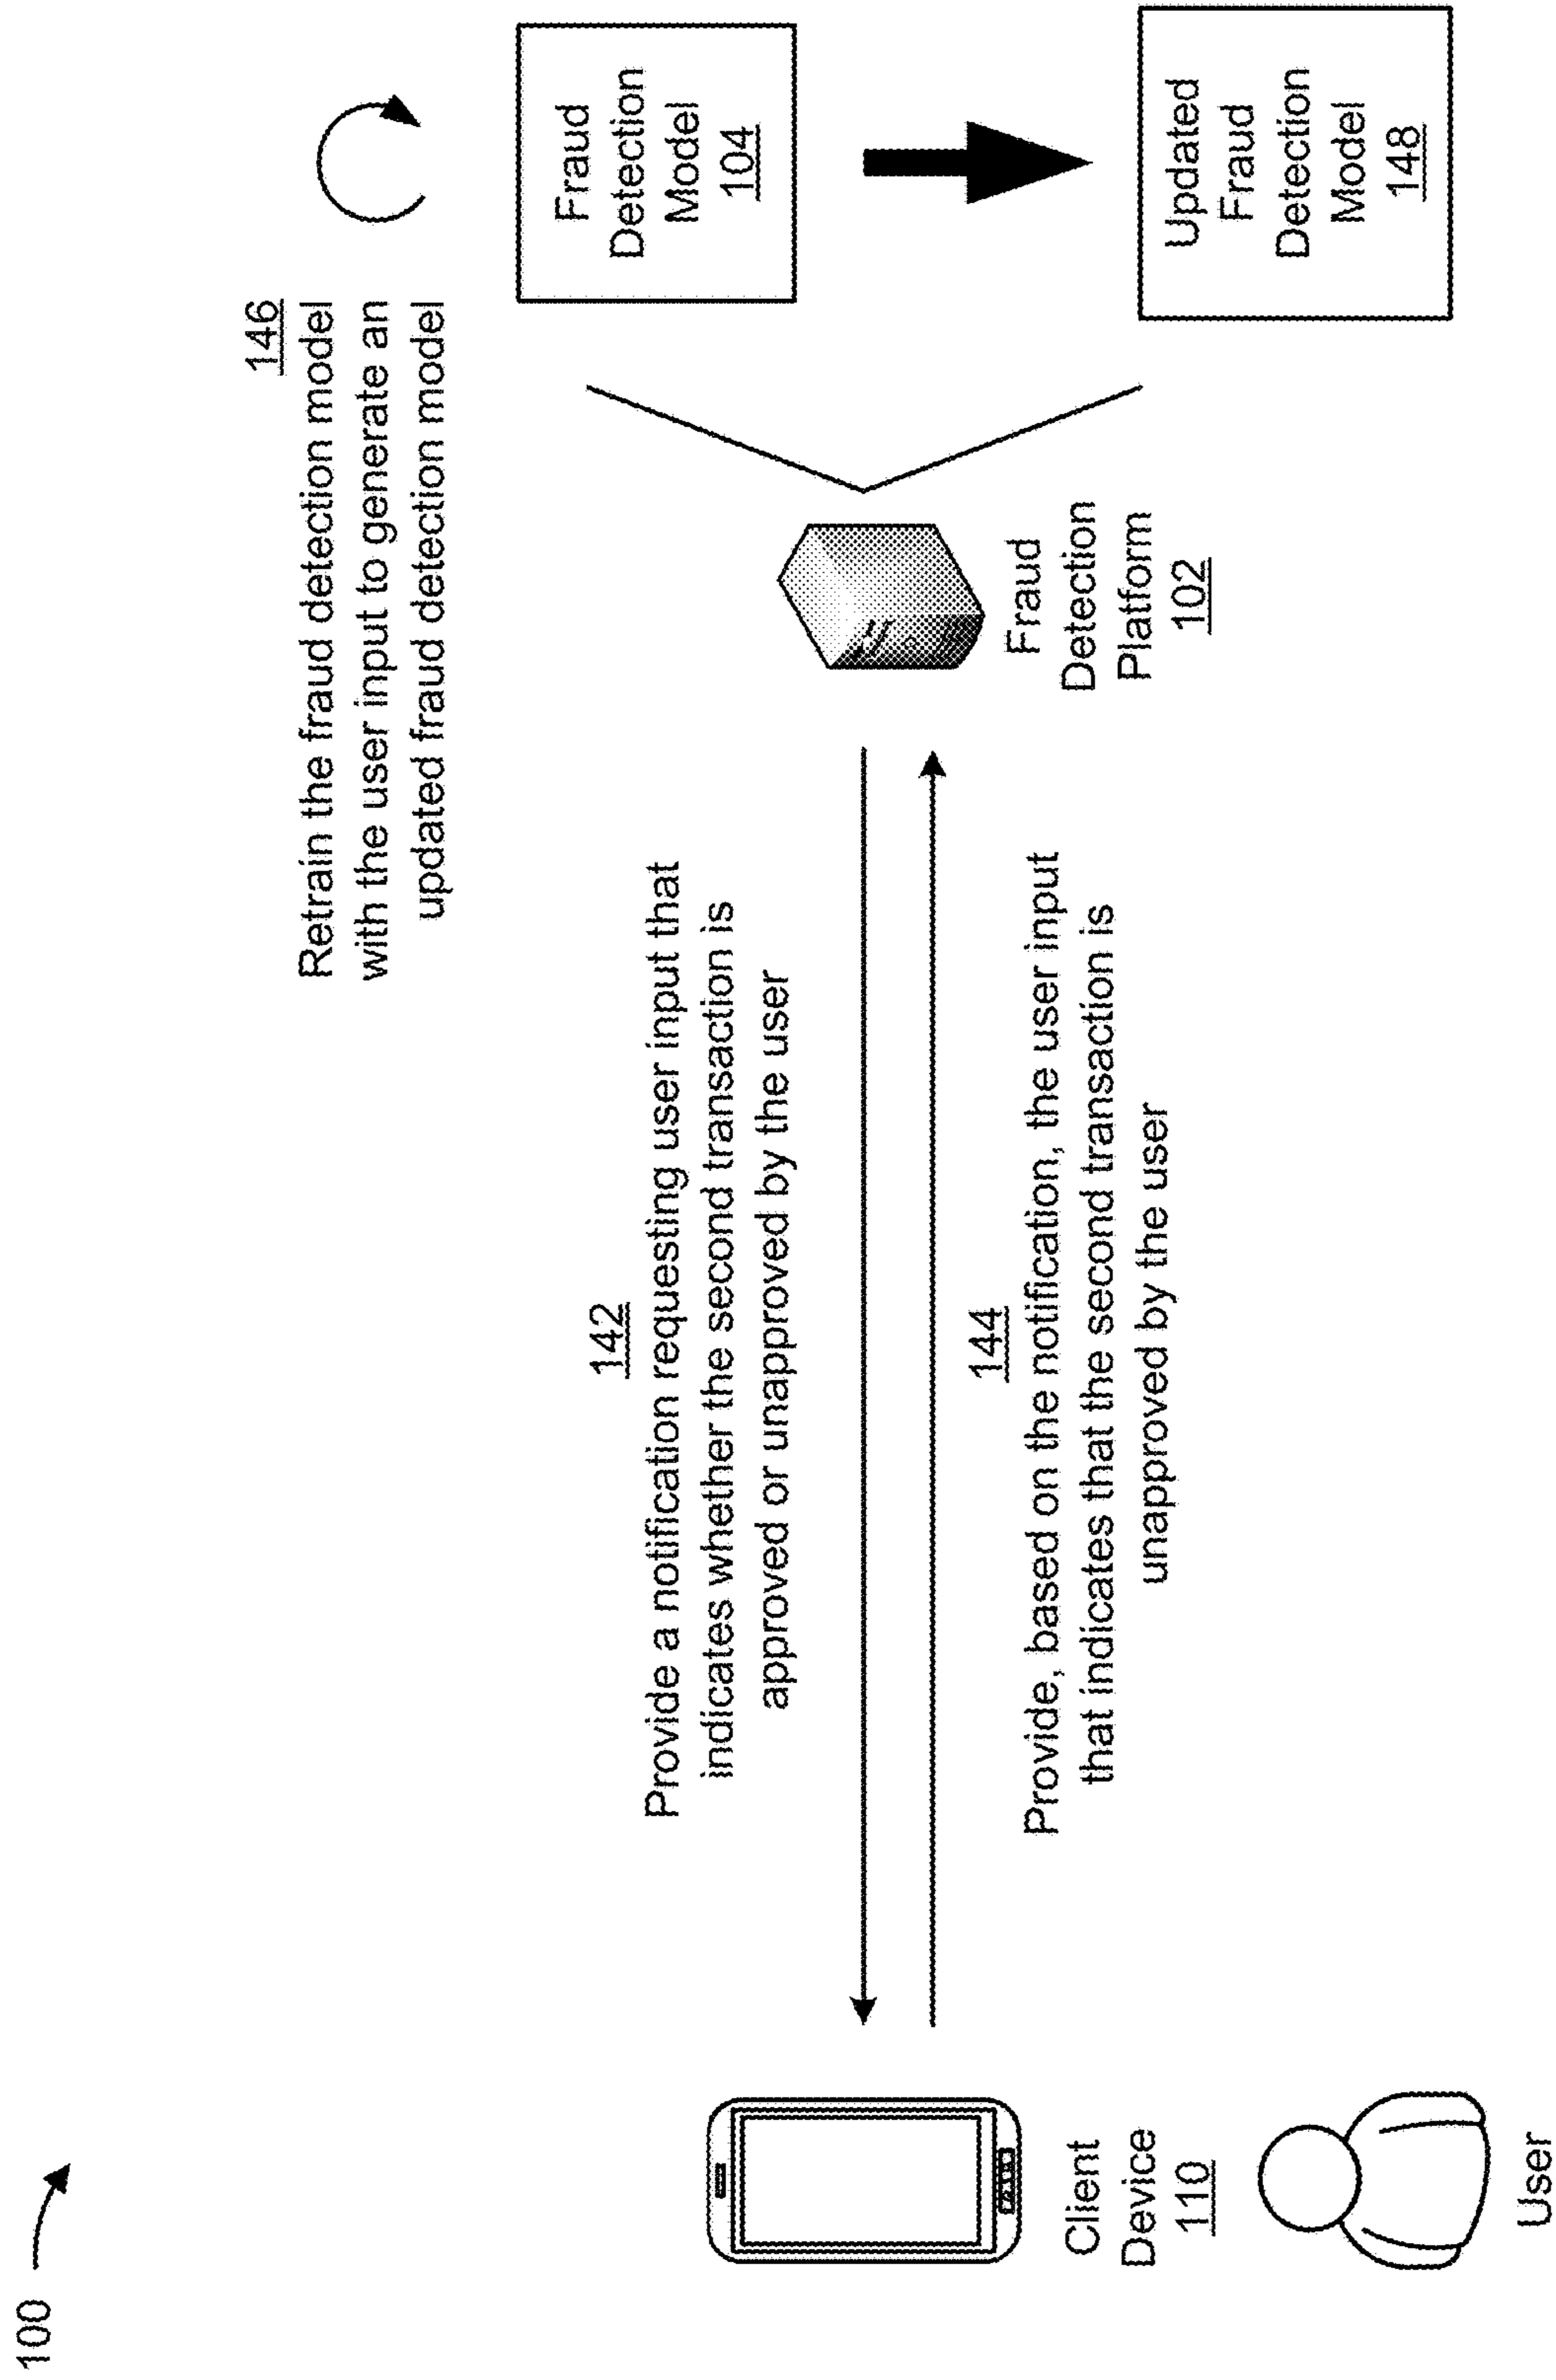 100
146
Retrain the fraud detection model
with the user input to generate an
updated fraud detection model
142
Provide a notification requesting user input that
indicates whether the second transaction is
approved or unapproved by the user
144
Provide, based on the notification, the user input
that indicates that the second transaction is
unapproved by the user
Client
Device
110
User
Fraud
Detection
Platform
102
Fraud
Detection
Model
104
Updated
Fraud
Detection
Model
148